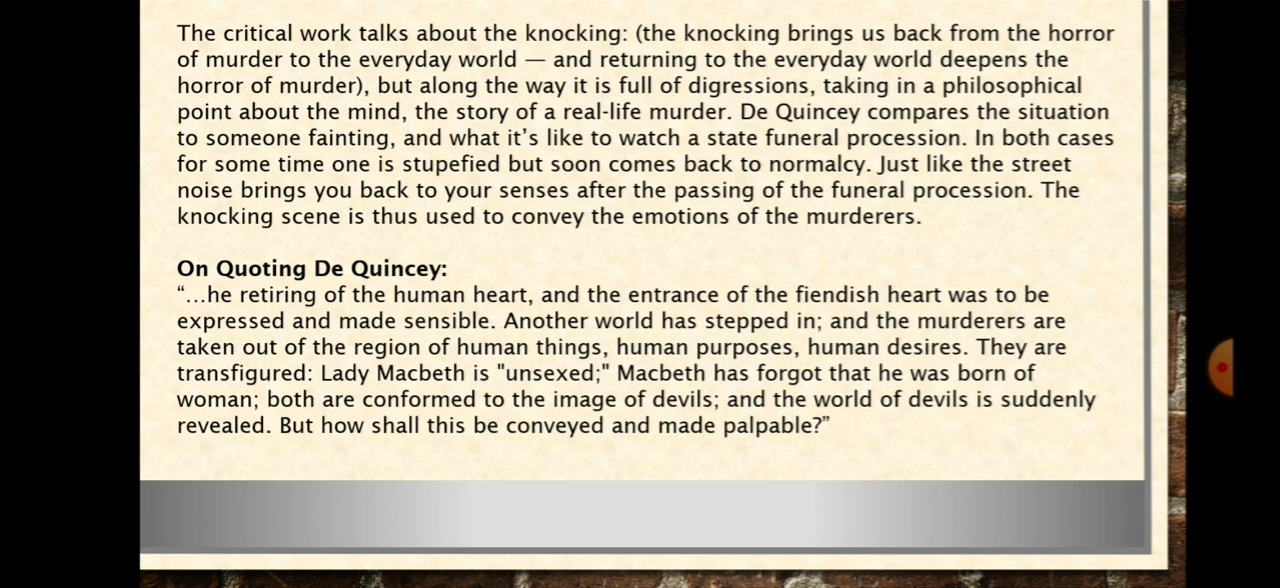 The critical work talks about the knocking: (the knocking brings us back from the horror
of murder to the everyday world — and returning to the everyday world deepens the
horror of murder), but along the way it is full of digressions, taking in a philosophical
point about the mind, the story of a real-life murder. De Quincey compares the situation
to someone fainting, and what it’s like to watch a state funeral procession. In both cases
for some time one is stupefied but soon comes back to normalcy. Just like the street
noise brings you back to your senses after the passing of the funeral procession. The
knocking scene is thus used to convey the emotions of the murderers.
On Quoting De Quincey:
“…he retiring of the human heart, and the entrance of the fiendish heart was to be
expressed and made sensible. Another world has stepped in; and the murderers are
taken out of the region of human things, human purposes, human desires. They are
transfigured: Lady Macbeth is "unsexed;" Macbeth has forgot that he was born of
woman; both are conformed to the image of devils; and the world of devils is suddenly
revealed. But how shall this be conveyed and made palpable?”